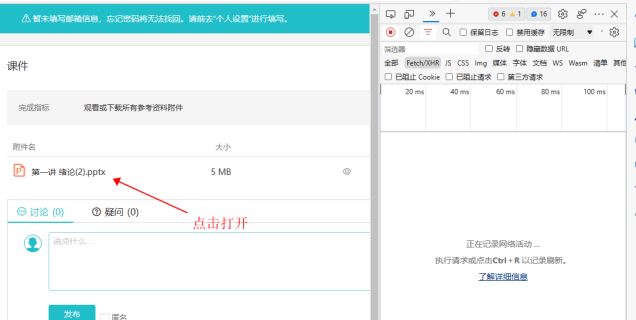 暂未填写邮箱信息，忘记密码将无法找回。请前去“个人设置”进行填写。
课件
完成指标 观看或下载所有参考资料附件
附件名 大小
第一讲 绪论(2).pptx 5 MB
讨论 (0) 疑问 (0)
点击打开
说点什么...
发布 匿名
6 1 16
保留日志 禁用缓存 无限制
筛选器 反转 隐藏数据 URL
全部 Fetch/XHR JS CSS Img 媒体 字体 文档 WS Wasm 清单 其他
已阻止 Cookie 已阻止请求 第三方请求
20 ms 40 ms 60 ms 80 ms 100 ms
正在记录网络活动 ...
执行请求或点击Ctrl + R 以记录刷新。
了解详细信息